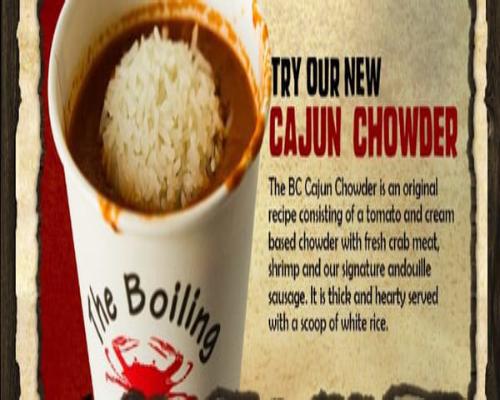 TRY OUR NEW
CAJUN CHOWDER
The BC Cajun Chowder is an original
recipe consisting of a tomato and cream
based chowder with fresh crab meat,
shrimp and our signature andouille
sausage. It is thick and hearty served
with a scoop of white rice.
The Boiling